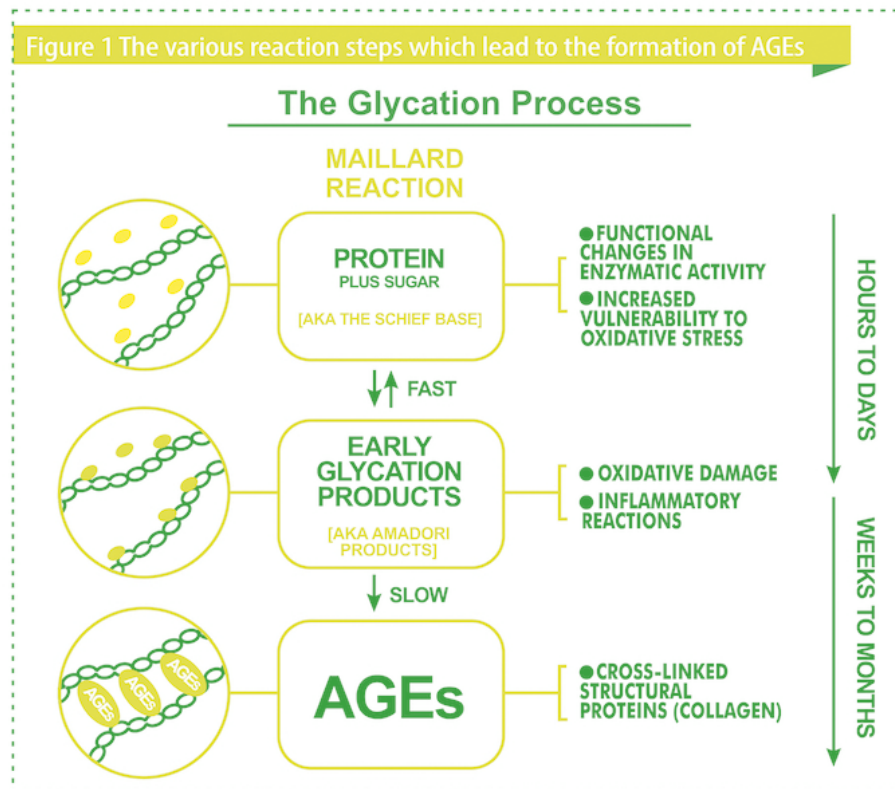 Figure 1 The various reaction steps which lead to the formation of AGEs
The Glycation Process
MAILLARD
REACTION
PROTEIN
PLUS SUGAR
[AKA THE SCHIEF BASE]
● FUNCTIONAL
CHANGES IN
ENZYMATIC ACTIVITY
● INCREASED
VULNERABILITY TO
OXIDATIVE STRESS
HOURS TO DAYS
FAST
EARLY
GLYCATION
PRODUCTS
[AKA AMADORI
PRODUCTS]
● OXIDATIVE DAMAGE
● INFLAMMATORY
REACTIONS
WEEKS TO MONTHS
SLOW
AGEs
AGEs
AGEs
AGEs
● CROSS-LINKED
STRUCTURAL
PROTEINS (COLLAGEN)